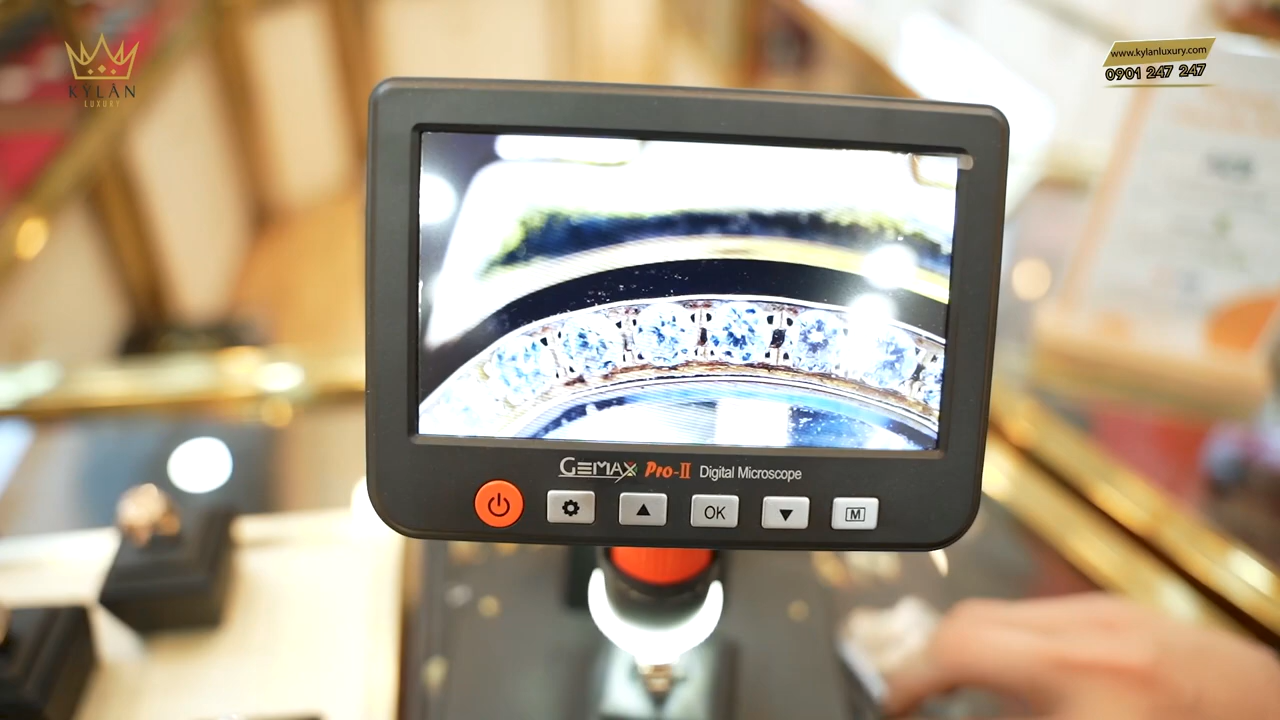 KYLAN
LUXURY
www.kylanluxury.com
0901 247 247
GEMAX Pro-II Digital Microscope
OK
M